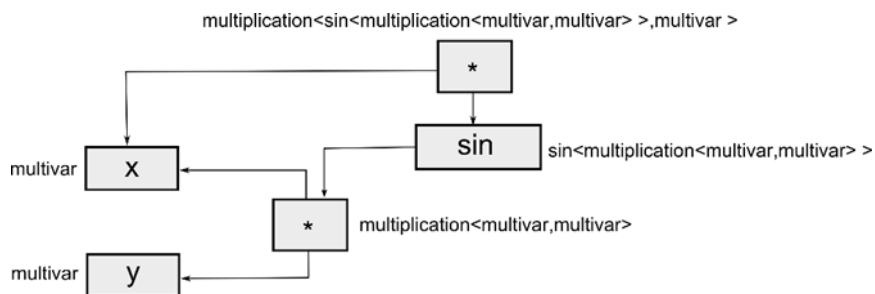 multiplication<sin<multiplication<multivar,multivar> >,multivar >
*
sin
sin<multiplication<multivar,multivar> >
multivar
x
*
multiplication<multivar,multivar>
multivar
y